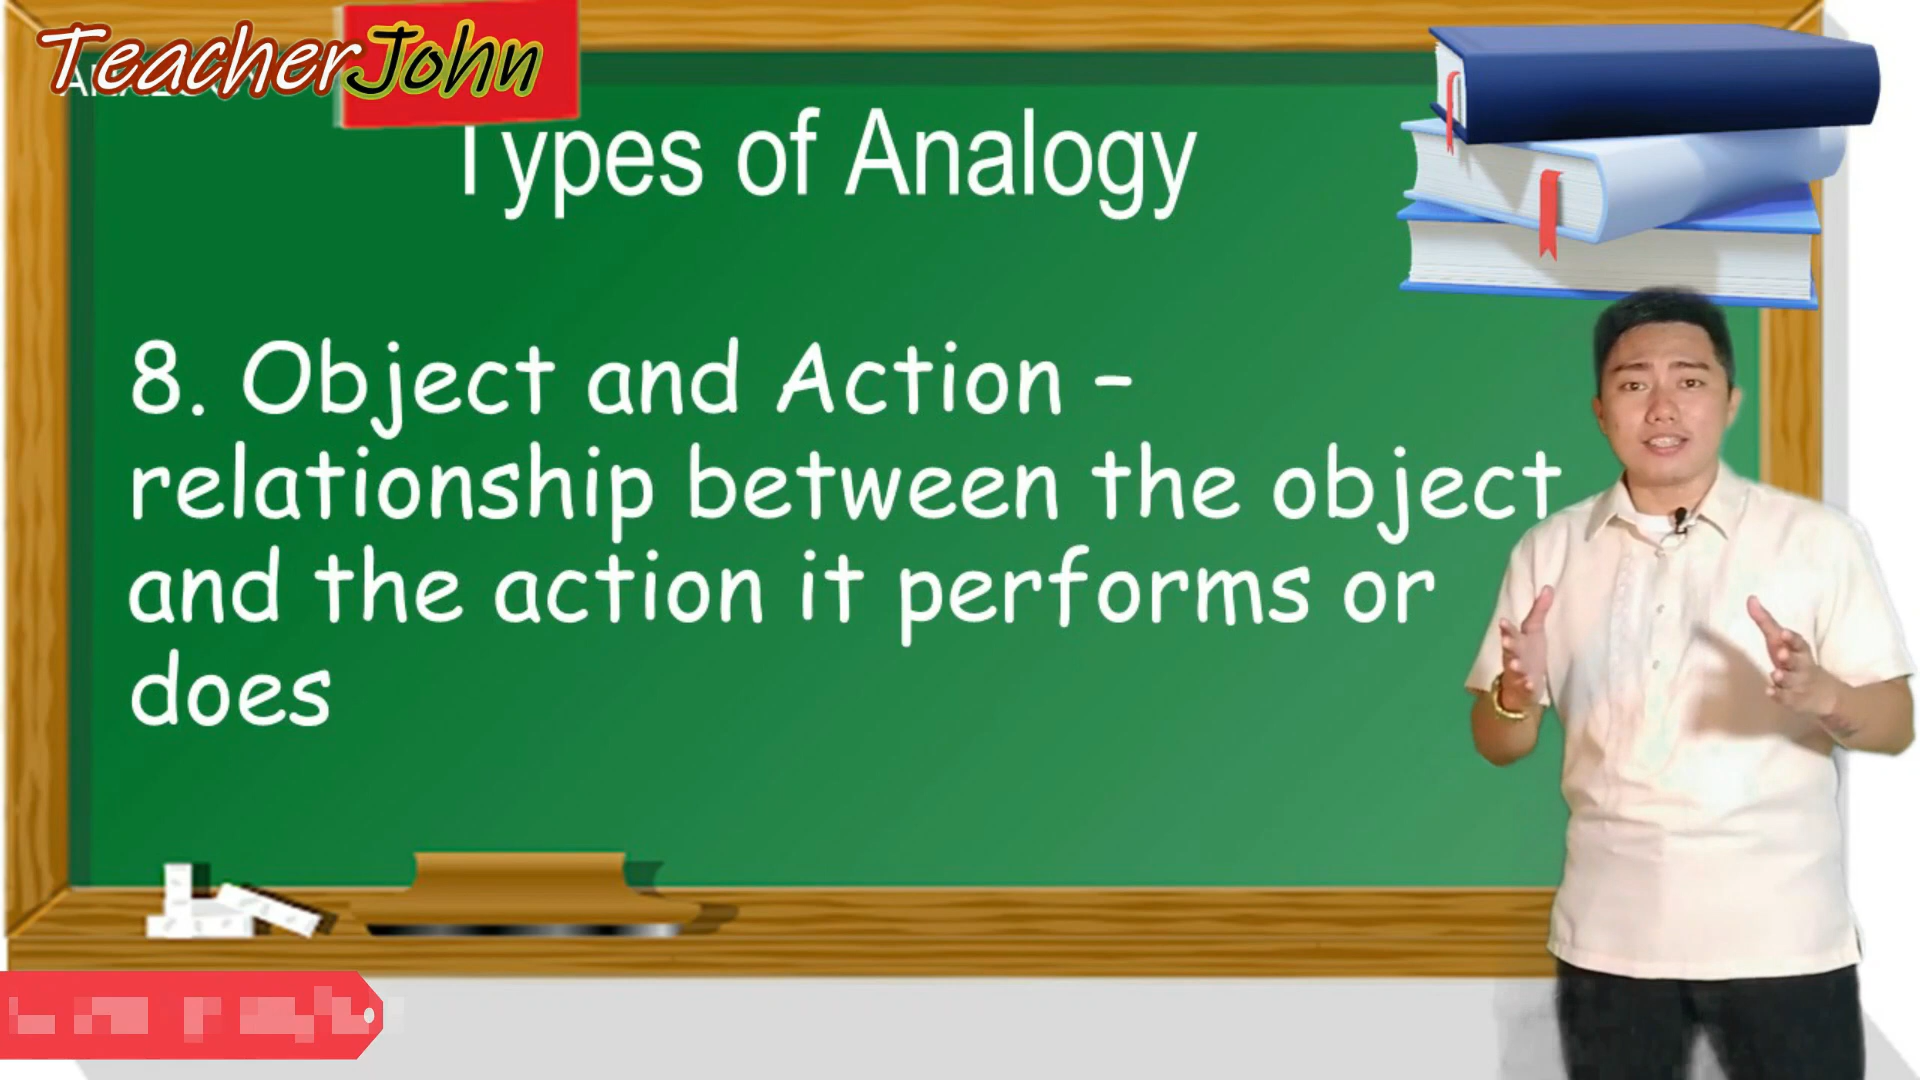 TeacherJohn
Types of Analogy
8. Object and Action –
relationship between the object
and the action it performs or
does